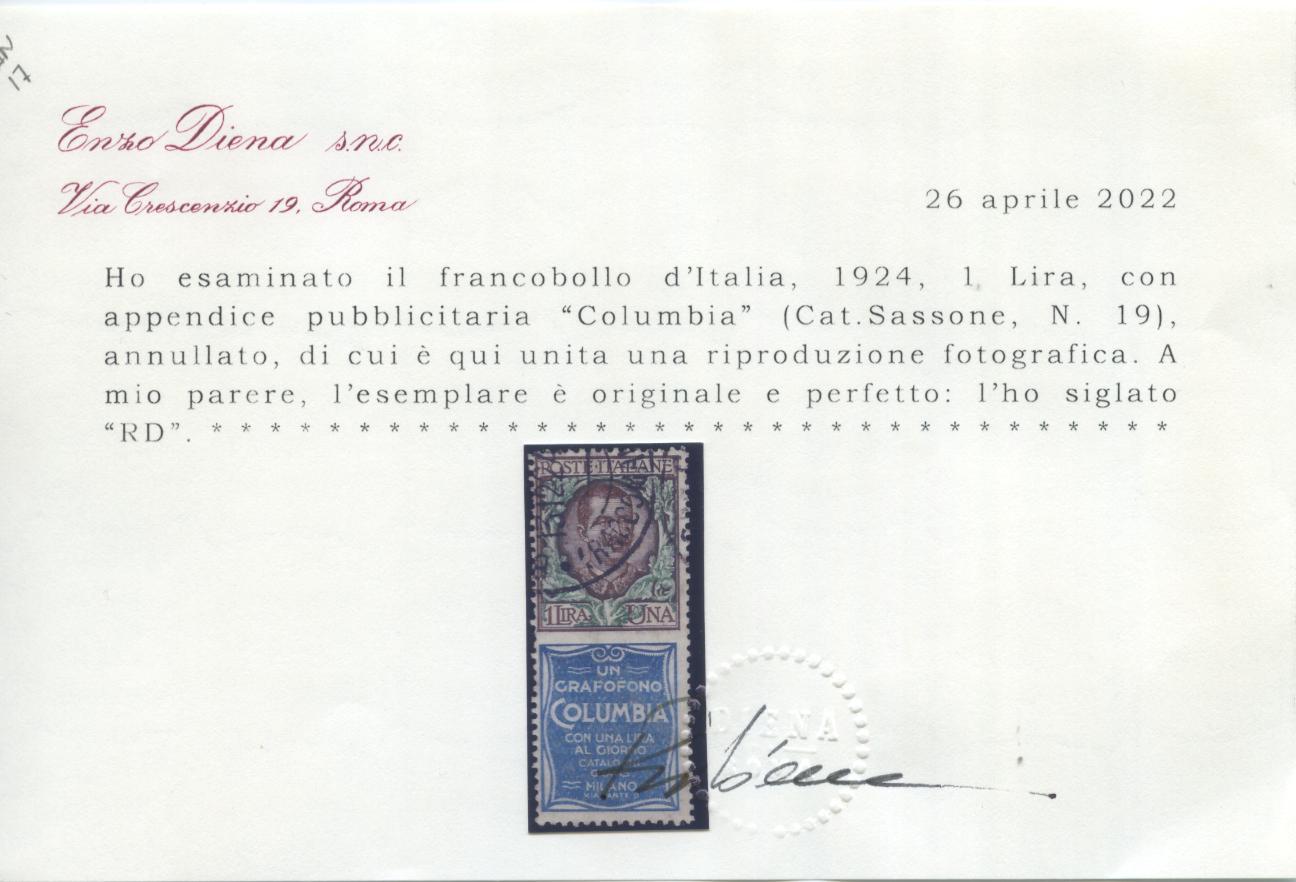 17
Enzo Diena s.n.c.
Via Crescenzio 19, Roma
26 aprile 2022
Ho esaminato il francobollo d'Italia, 1924, 1 Lira, con
appendice pubblicitaria “Columbia” (Cat.Sassone, N. 19),
annullato, di cui è qui unita una riproduzione fotografica. A
mio parere, l'esemplare è originale e perfetto: l'ho siglato
“RD”. * * * * * * * * * * * * * * * * * * * * * * * * * * * * * * * * *
POSTE·ITALIANE
1 LIRA UNA
UN
GRAFOFONO
COLUMBIA
CON UNA LIRA
AL GIORNO
MILANO
DIENA